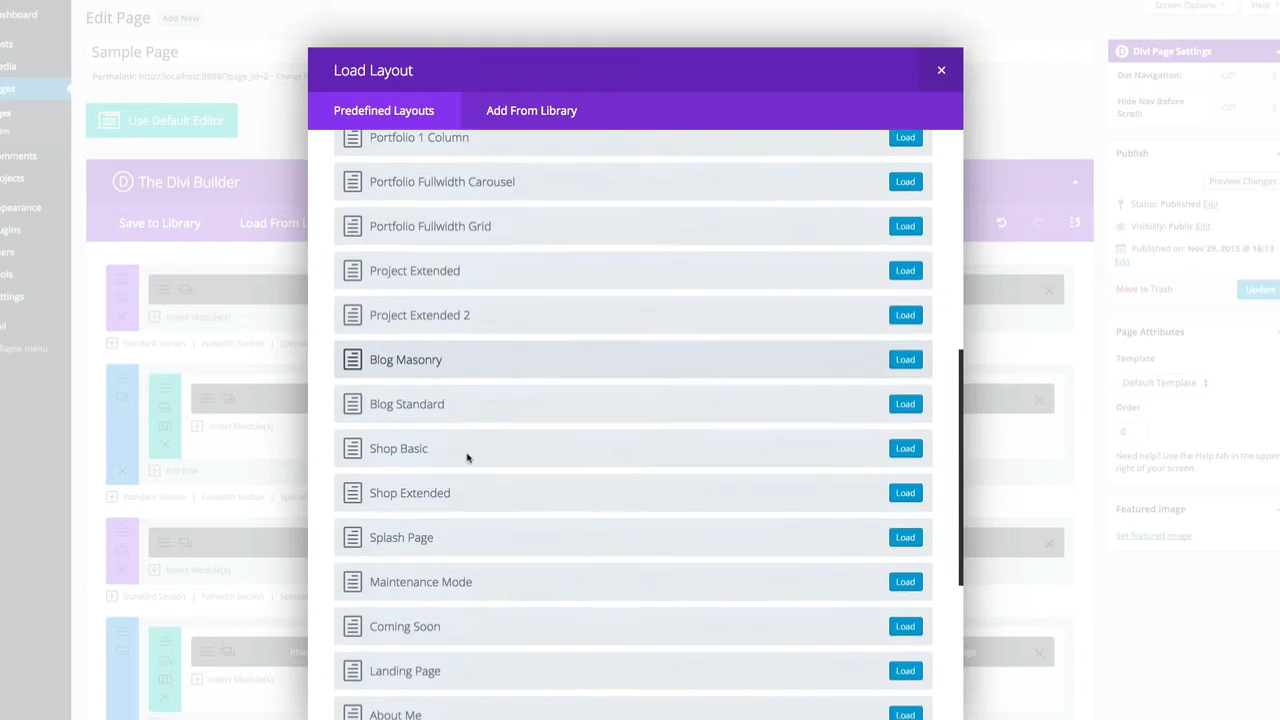 Edit Page Add New
Screen Options Help
Sample Page
Permalink: http://localhost:8889/?page_id=2
Use Default Editor
The Divi Builder
Save to Library
Insert Module(s)
Standard Section | Fullwidth Section |
Insert Module(s)
Add Row
Standard Section | Fullwidth Section |
Insert Module(s)
Standard Section | Fullwidth Section |
Insert Module(s)
Load Layout
Predefined Layouts
Add From Library
Portfolio 1 Column Load
Portfolio Fullwidth Carousel Load
Portfolio Fullwidth Grid Load
Project Extended Load
Project Extended 2 Load
Blog Masonry Load
Blog Standard Load
Shop Basic Load
Shop Extended Load
Splash Page Load
Maintenance Mode Load
Coming Soon Load
Landing Page Load
About Me Load
Divi Page Settings
Dot Navigation: Off
Hide Nav Before
Scroll: Off
Publish
Preview Changes
Status: Published Edit
Visibility: Public Edit
Published on: Nov 29, 2015 @ 16:13
Edit
Move to Trash Update
Page Attributes
Template
Default Template
Order
0
Need help? Use the Help tab in the upper
right of your screen.
Featured Image
Set featured image